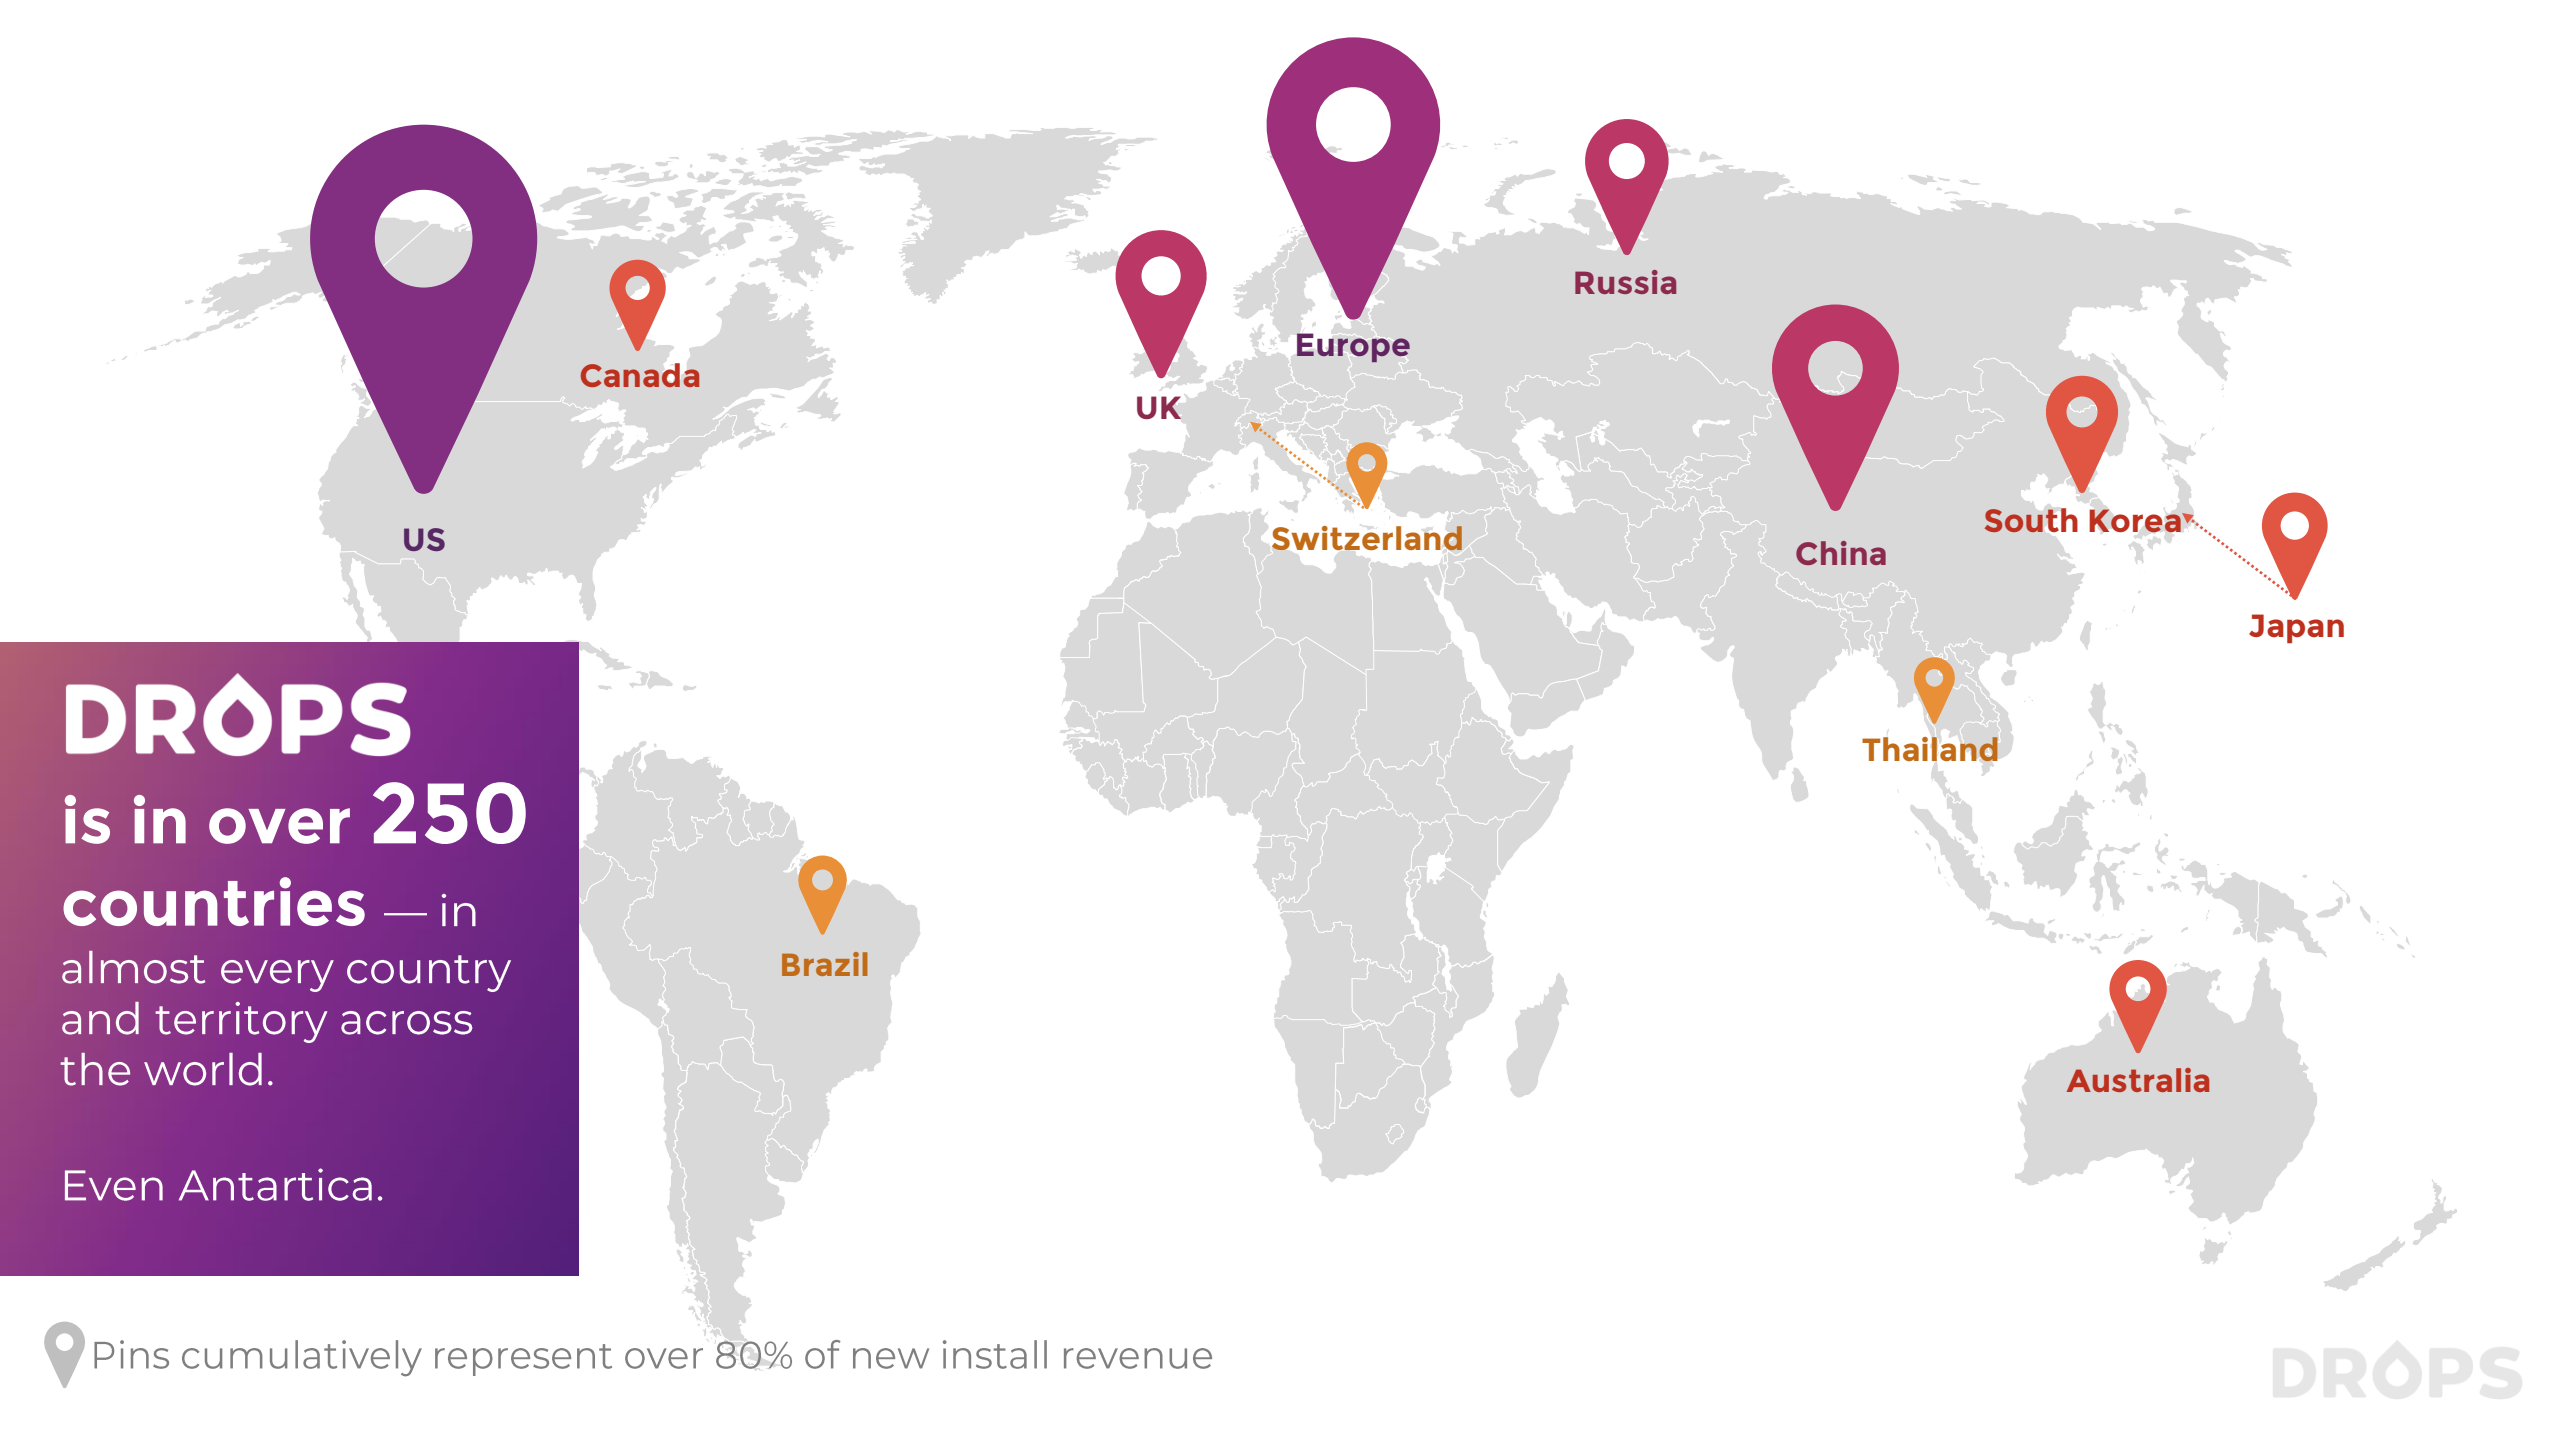 US
Canada
UK
Europe
Russia
China
South Korea
Japan
Switzerland
Thailand
Brazil
Australia
DROPS
is in over 250
countries — in
almost every country
and territory across
the world.
Even Antartica.
Pins cumulatively represent over 80% of new install revenue
DROPS